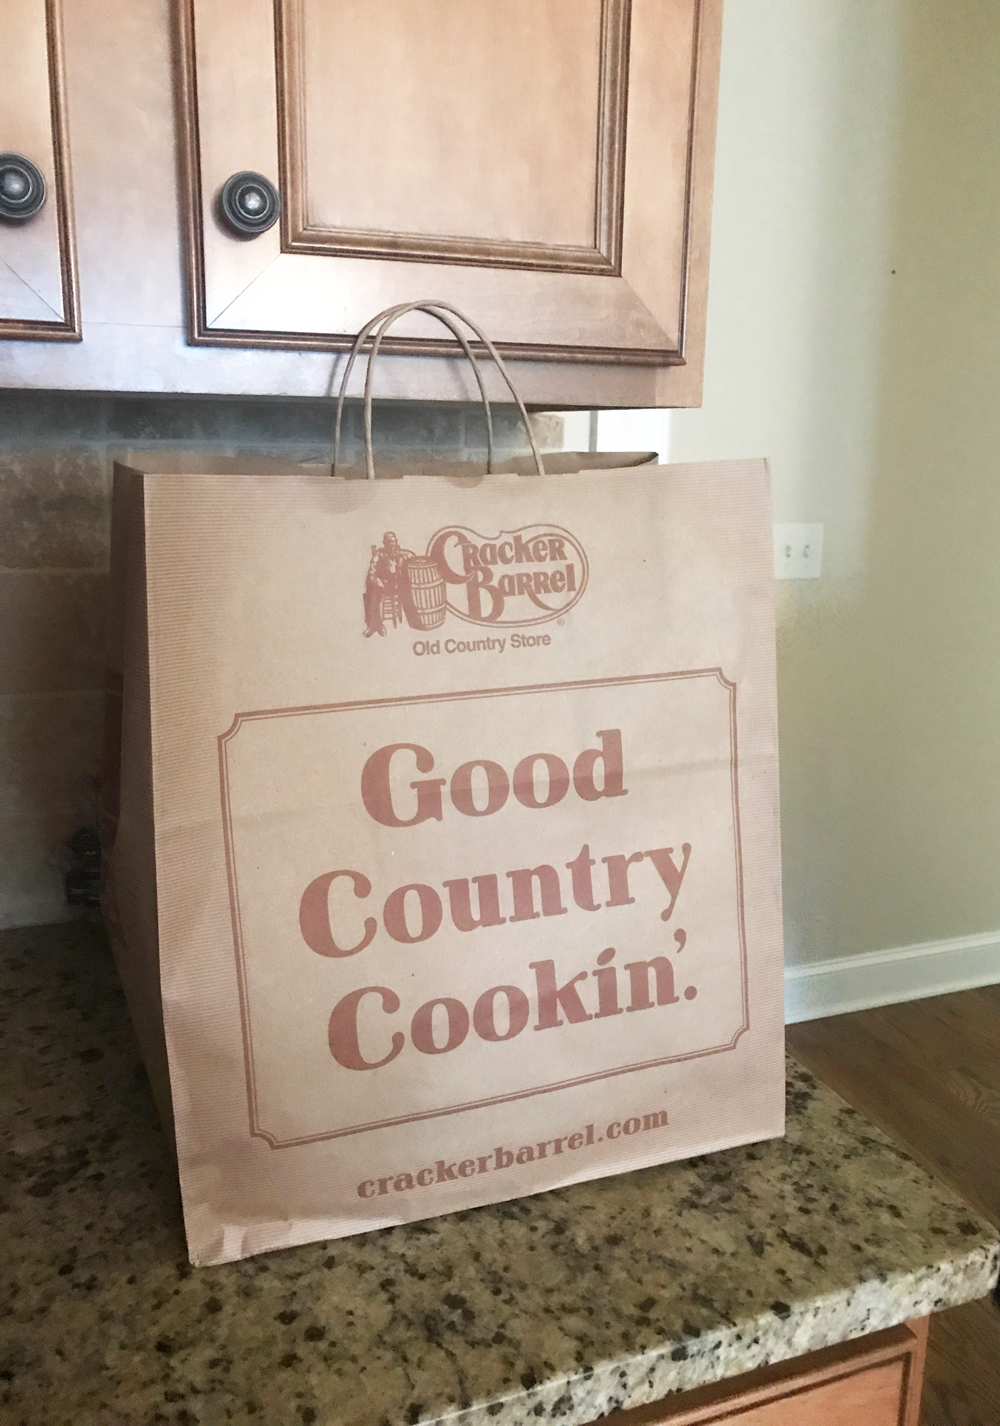 Cracker
Barrel
®
Old Country Store
Good
Country
Cookin'.
crackerbarrel.com